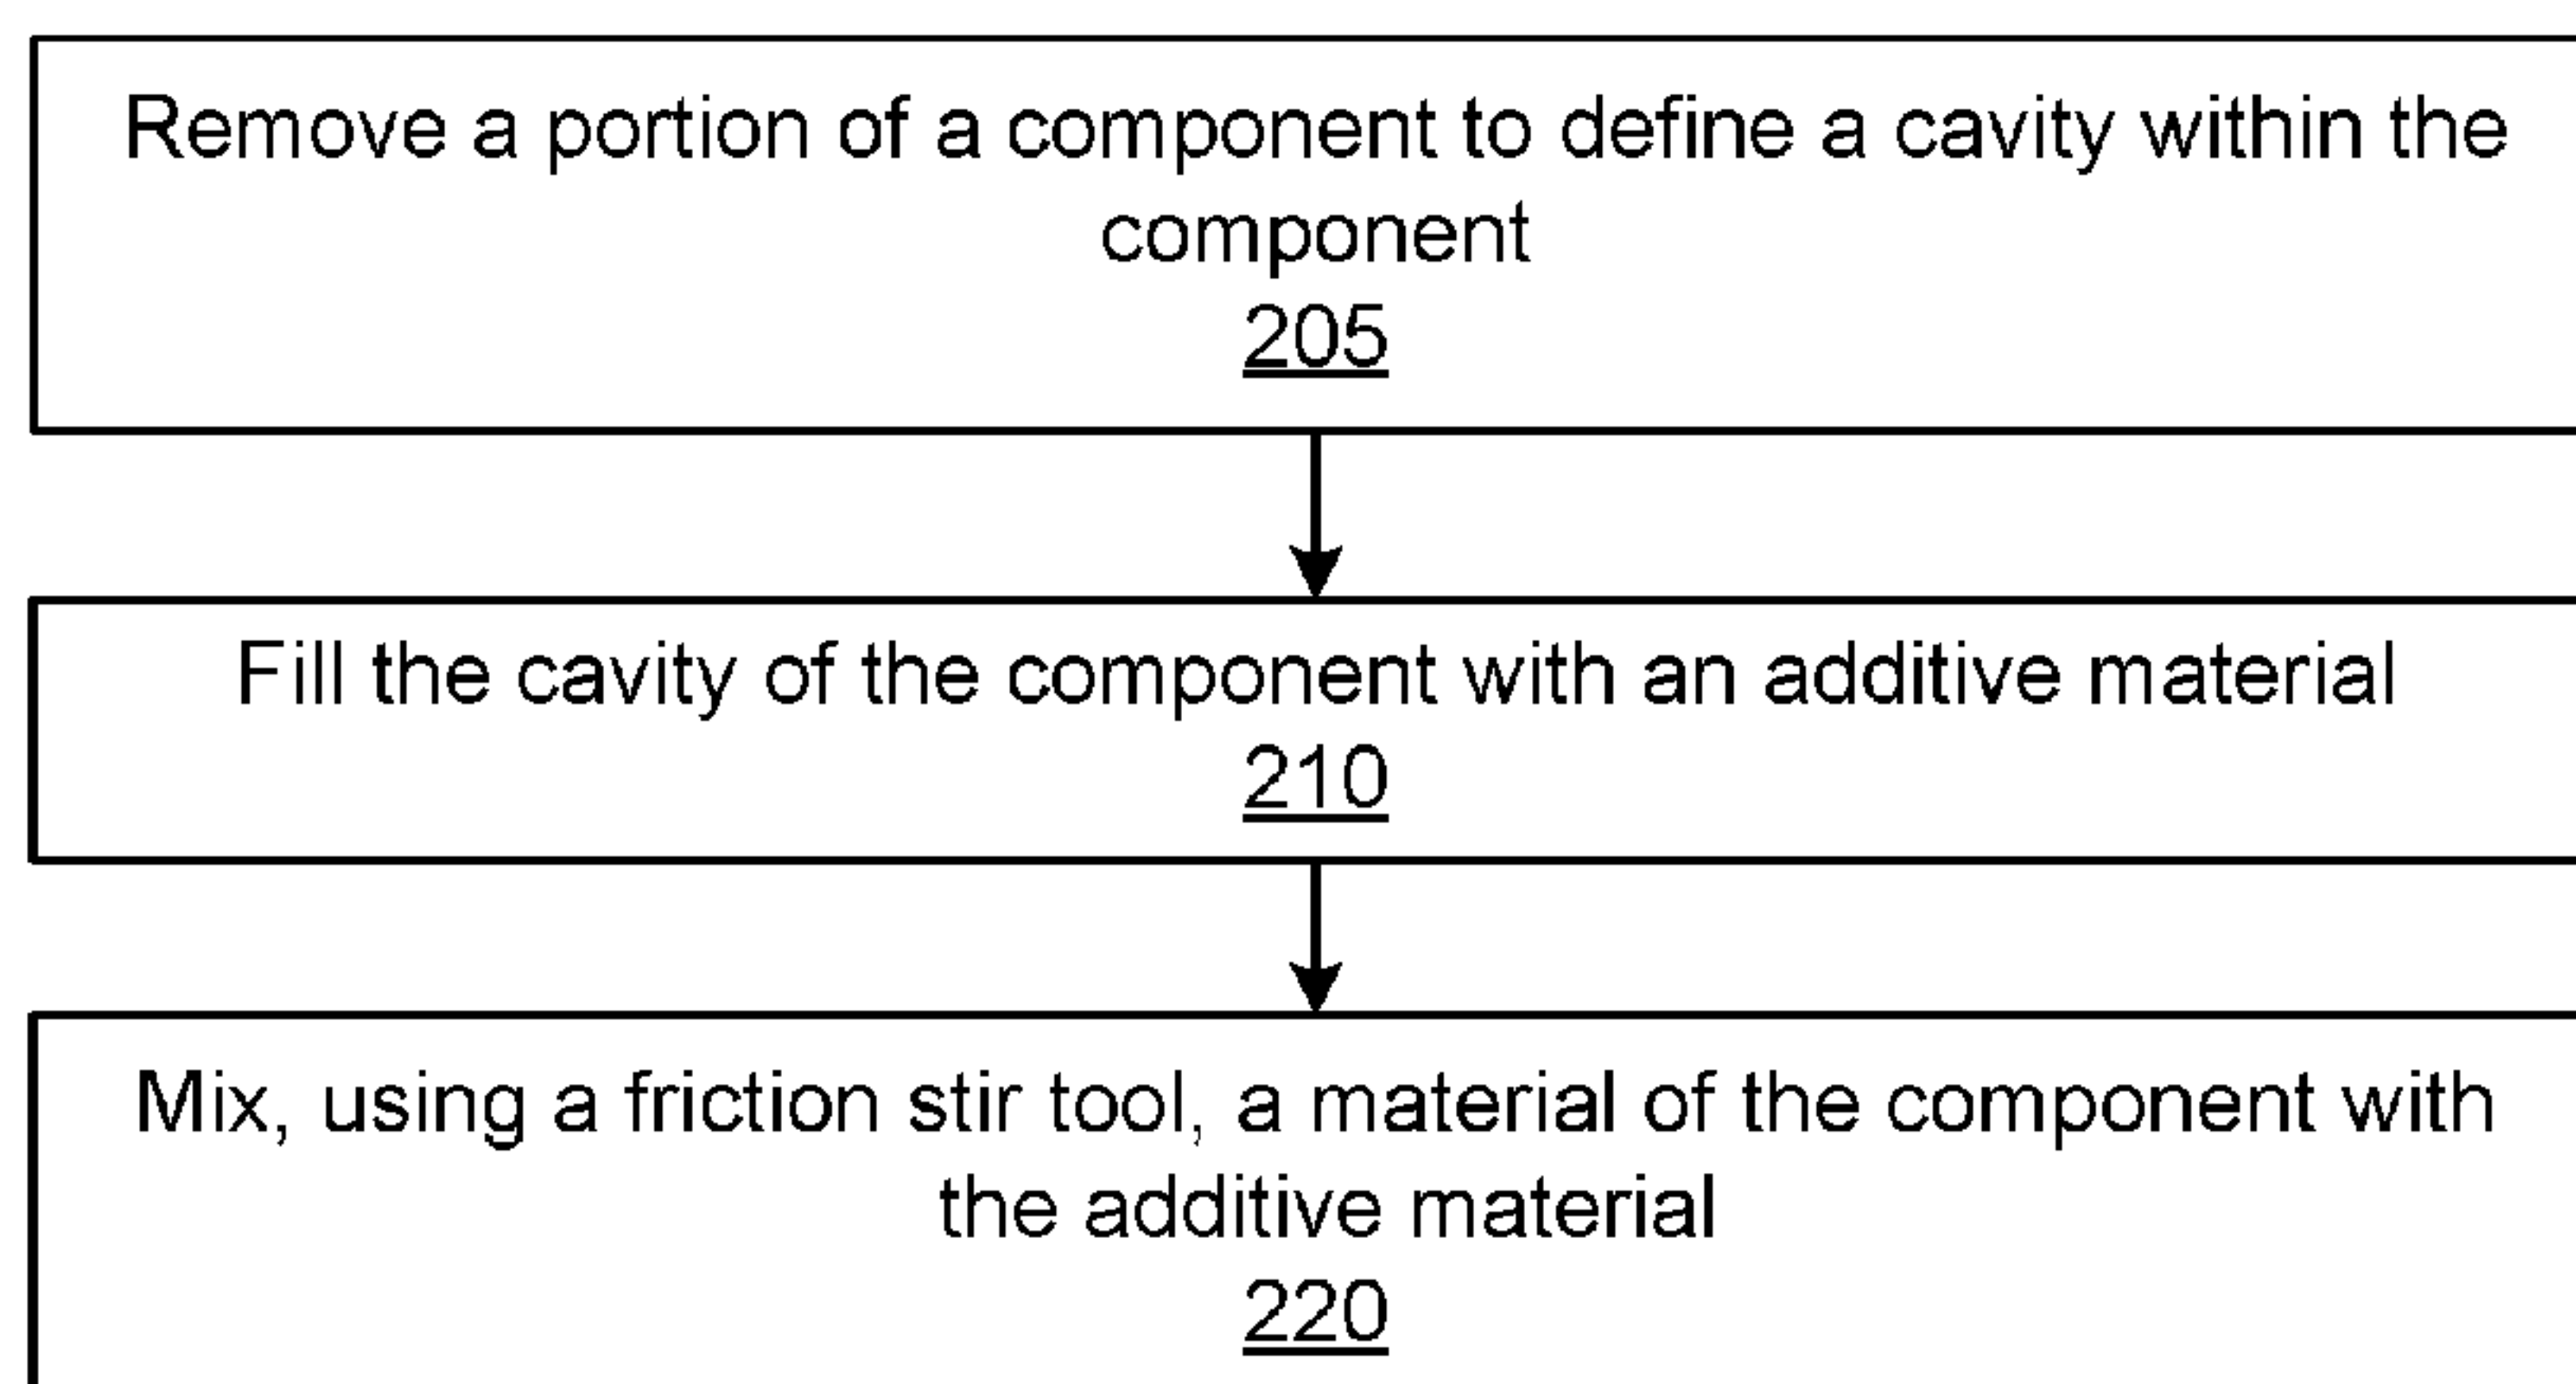 Remove a portion of a component to define a cavity within the
component
205
Fill the cavity of the component with an additive material
210
Mix, using a friction stir tool, a material of the component with
the additive material
220